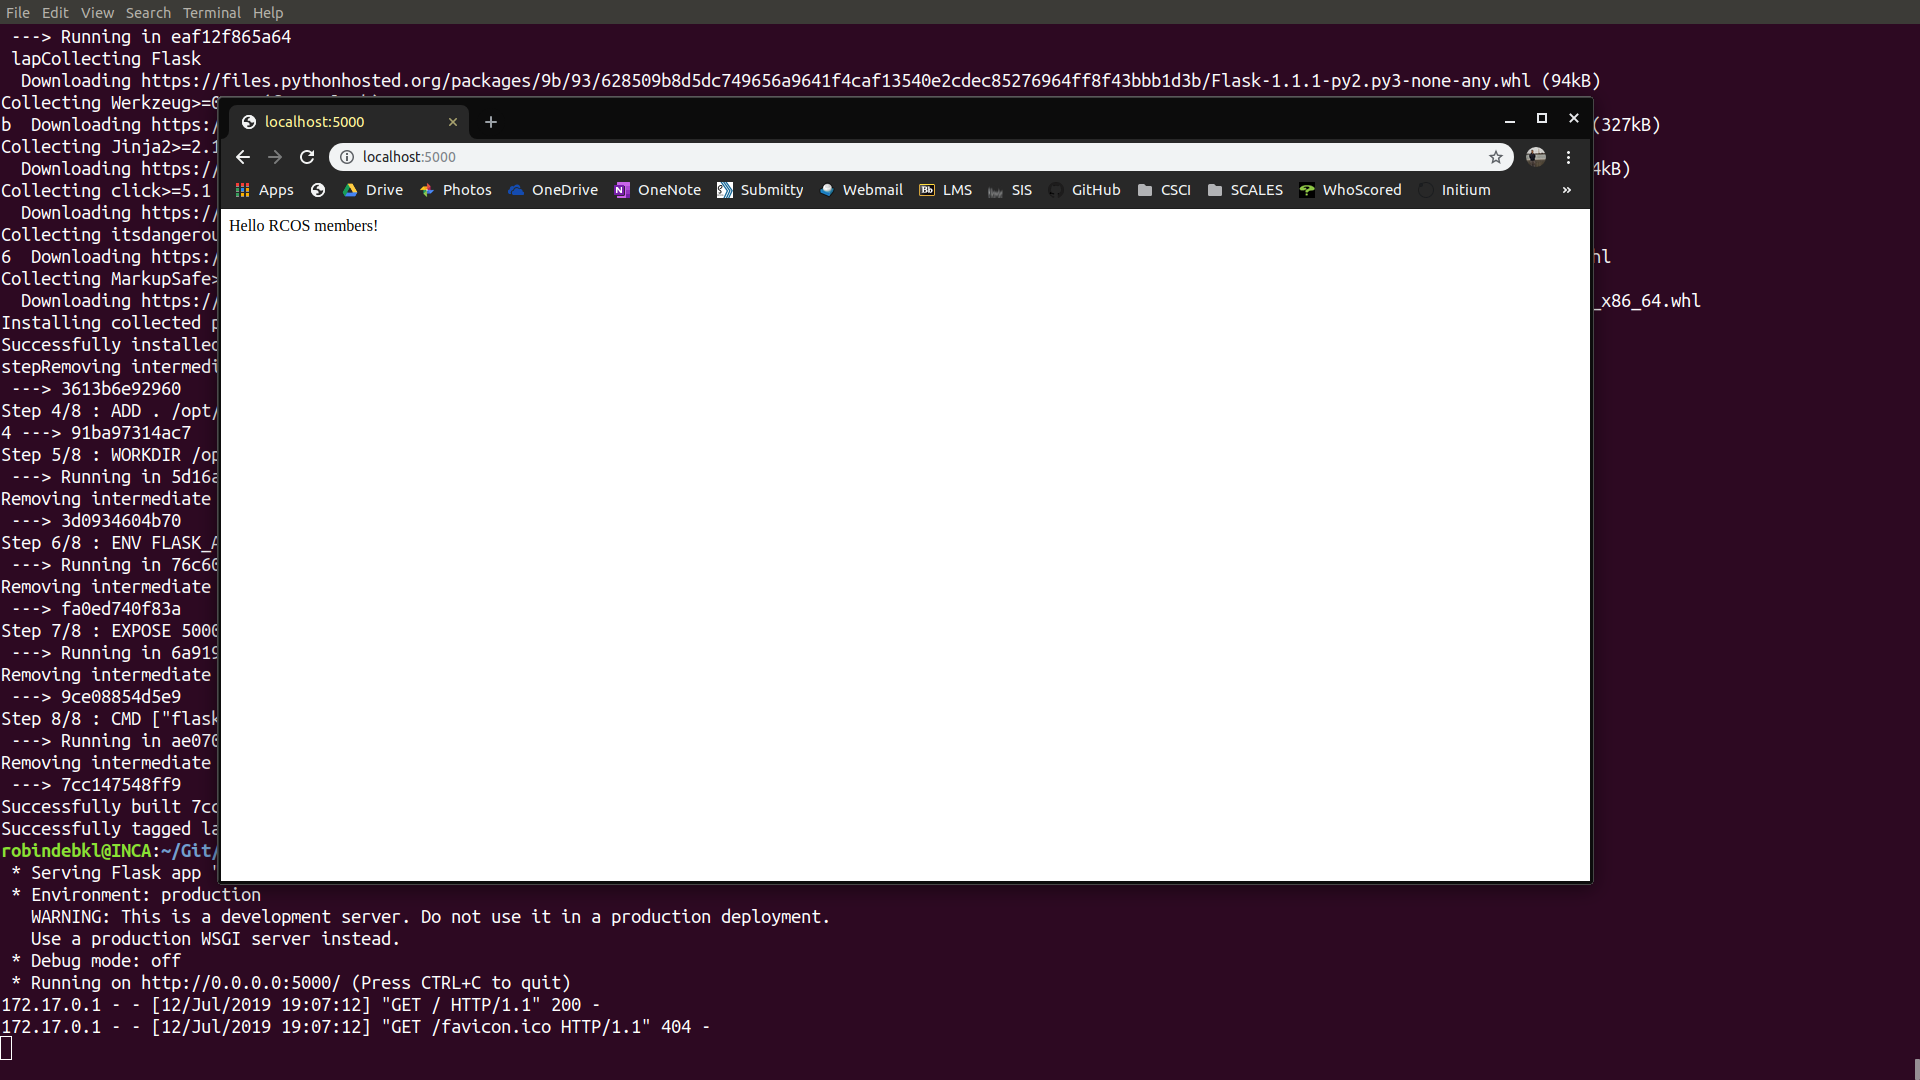 File Edit View Search Terminal Help
---> Running in eaf12f865a64
lapCollecting Flask
Downloading https://files.pythonhosted.org/packages/9b/93/628509b8d5dc749656a9641f4caf13540e2cdec85276964ff8f43bbb1d3b/Flask-1.1.1-py2.py3-none-any.whl (94kB)
Collecting Werkzeug>=0
b  Downloading https:/ (327kB)
Collecting Jinja2>=2.1
Downloading https:// 4kB)
Collecting click>=5.1
Downloading https:/
Collecting itsdangerou
6  Downloading https:/ hl
Collecting MarkupSafe>
Downloading https:// _x86_64.whl
Installing collected p
Successfully installed
stepRemoving intermedi
---> 3613b6e92960
Step 4/8 : ADD . /opt/
4 ---> 91ba97314ac7
Step 5/8 : WORKDIR /op
---> Running in 5d16a
Removing intermediate
---> 3d0934604b70
Step 6/8 : ENV FLASK_A
---> Running in 76c60
Removing intermediate
---> fa0ed740f83a
Step 7/8 : EXPOSE 5000
---> Running in 6a919
Removing intermediate
---> 9ce08854d5e9
Step 8/8 : CMD ["flask
---> Running in ae070
Removing intermediate
---> 7cc147548ff9
Successfully built 7cc
Successfully tagged la
robindebkl@INCA:~/Git/
* Serving Flask app "
* Environment: production
WARNING: This is a development server. Do not use it in a production deployment.
Use a production WSGI server instead.
* Debug mode: off
* Running on http://0.0.0.0:5000/ (Press CTRL+C to quit)
172.17.0.1 - - [12/Jul/2019 19:07:12] "GET / HTTP/1.1" 200 -
172.17.0.1 - - [12/Jul/2019 19:07:12] "GET /favicon.ico HTTP/1.1" 404 -
localhost:5000
localhost:5000
Apps Drive Photos OneDrive OneNote Submitty Webmail Bb LMS SIS GitHub CSCI SCALES WhoScored Initium »
Hello RCOS members!